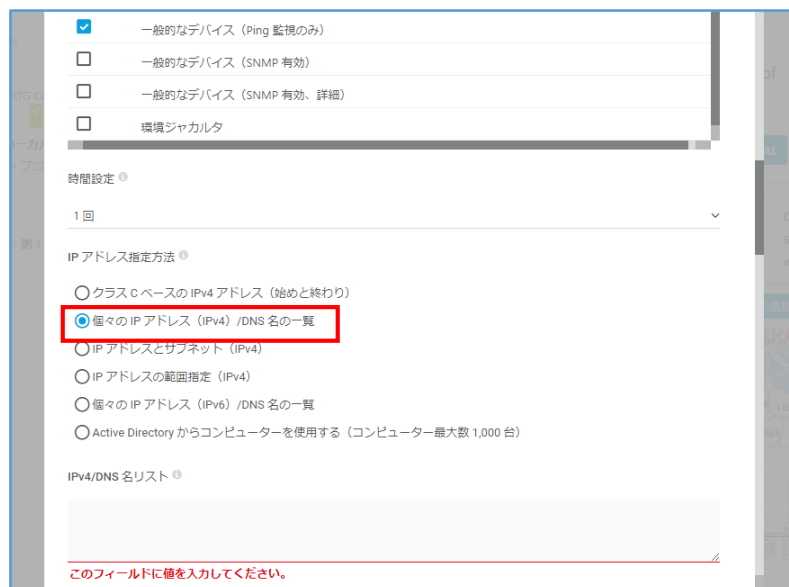 一般的なデバイス（Ping 監視のみ）
一般的なデバイス（SNMP 有効）
一般的なデバイス（SNMP 有効、詳細）
環境ジャカルタ
時間設定
1 回
IP アドレス指定方法
クラス C ベースの IPv4 アドレス（始めと終わり）
個々の IP アドレス（IPv4）/DNS 名の一覧
IP アドレスとサブネット（IPv4）
IP アドレスの範囲指定（IPv4）
個々の IP アドレス（IPv6）/DNS 名の一覧
Active Directory からコンピューターを使用する（コンピューター最大数 1,000 台）
IPv4/DNS 名リスト
このフィールドに値を入力してください。